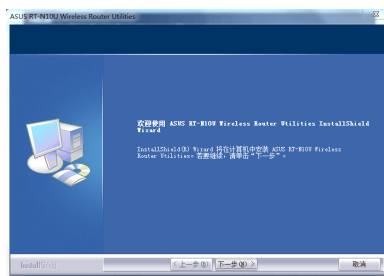 ASUS RT-N10U Wireless Router Utilities
欢迎使用 ASUS RT-N10U Wireless Router Utilities InstallShield
Wizard
InstallShield(R) Wizard 将在计算机中安装 ASUS RT-N10U Wireless
Router Utilities。若要继续，请单击“下一步”。
InstallShield
< 上一步(B) 下一步(N) > 取消